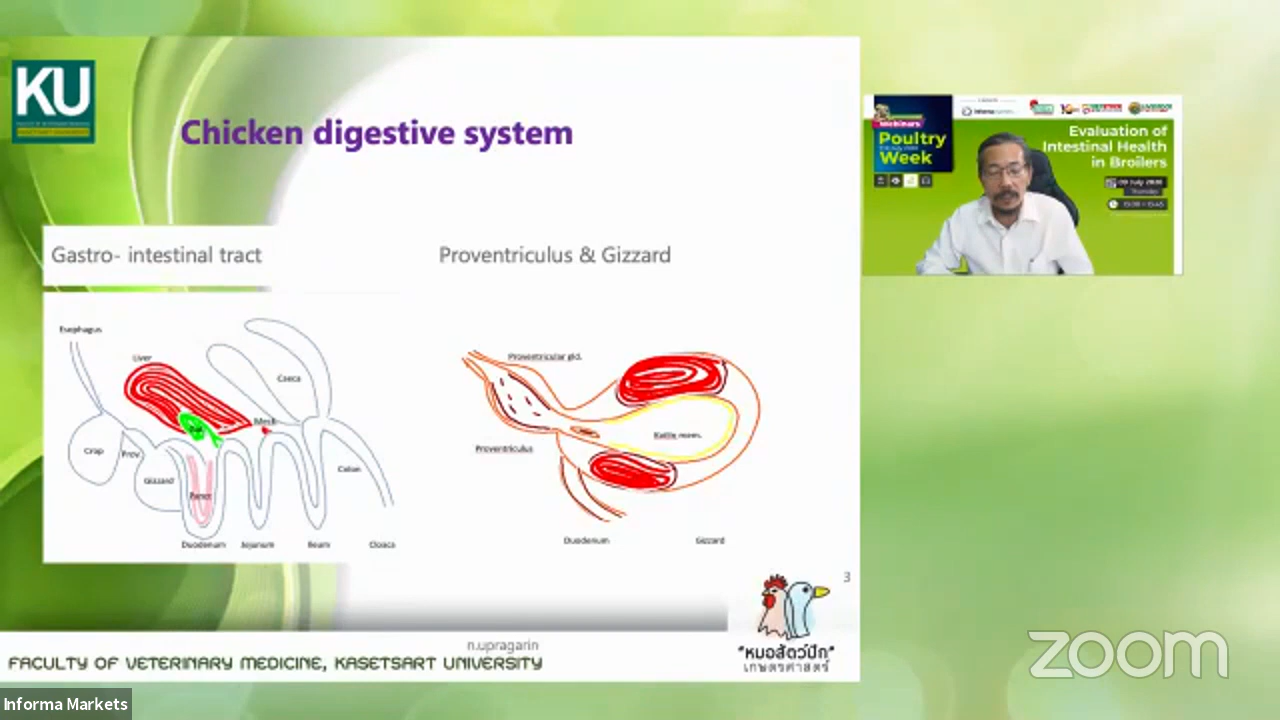 KU
Chicken digestive system
Gastro- intestinal tract
Proventriculus & Gizzard
Esephagus
Liver
Caeca
Crop
Prov
Gizzard
Colon
Duodenum
Jejunum
Ileum
Cloaca
Proventricular gld.
Proventriculus
Duodenum
Gizzard
3
n.upragarin
FACULTY OF VETERINARY MEDICINE, KASETSART UNIVERSITY
"หมอสัตว์ปีก"
เกษตรศาสตร์
Webinars
Poultry
Week
Evaluation of
Intestinal Health
in Broilers
Thursday
zoom
Informa Markets